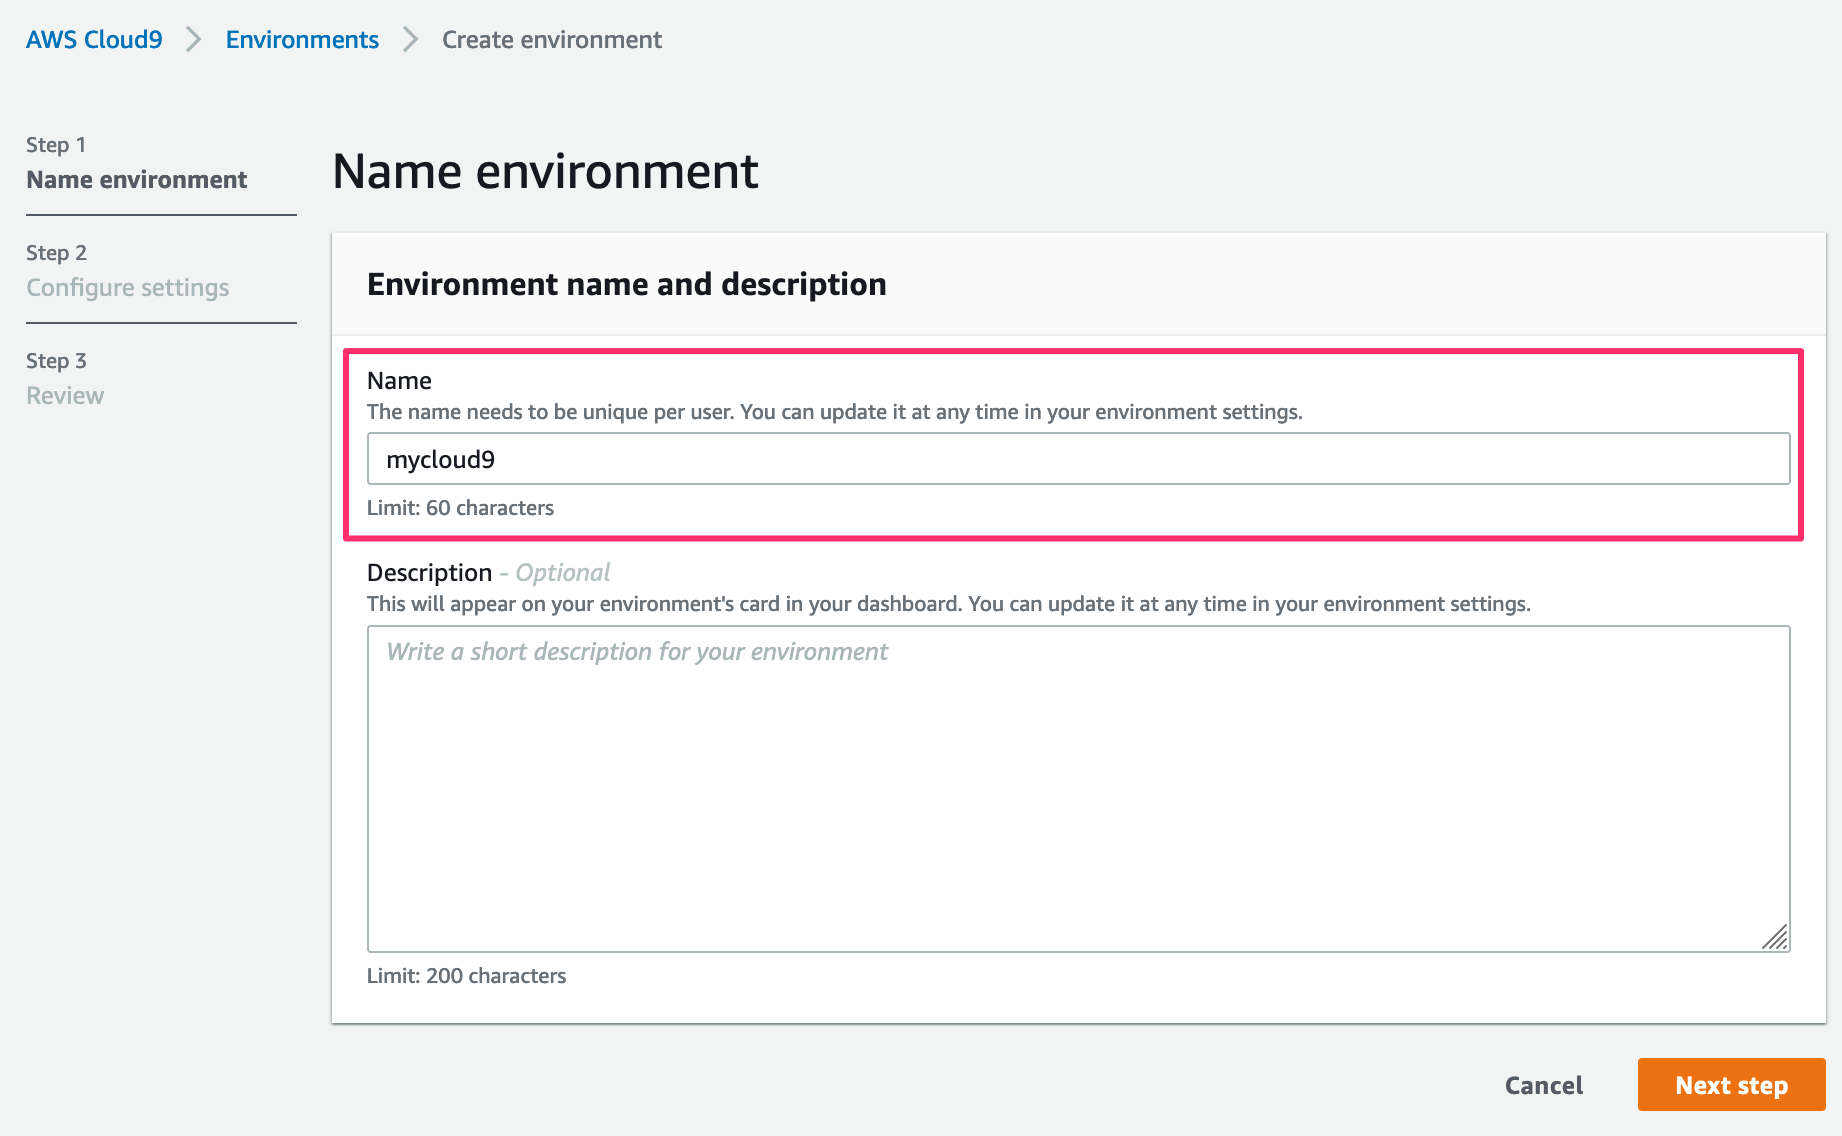 AWS Cloud9 Environments Create environment
Step 1
Name environment
Step 2
Configure settings
Step 3
Review
Name environment
Environment name and description
Name
The name needs to be unique per user. You can update it at any time in your environment settings.
mycloud9
Limit: 60 characters
Description - Optional
This will appear on your environment's card in your dashboard. You can update it at any time in your environment settings.
Write a short description for your environment
Limit: 200 characters
Cancel Next step